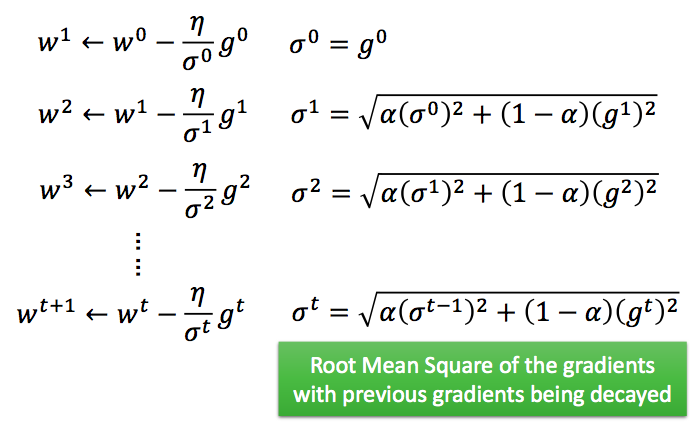 w¹ ← w⁰ − η/σ⁰ g⁰   σ⁰ = g⁰
w² ← w¹ − η/σ¹ g¹   σ¹ = √(α(σ⁰)² + (1 − α)(g¹)²)
w³ ← w² − η/σ² g²   σ² = √(α(σ¹)² + (1 − α)(g²)²)
⋮
wᵗ⁺¹ ← wᵗ − η/σᵗ gᵗ   σᵗ = √(α(σᵗ⁻¹)² + (1 − α)(gᵗ)²)
Root Mean Square of the gradients
with previous gradients being decayed